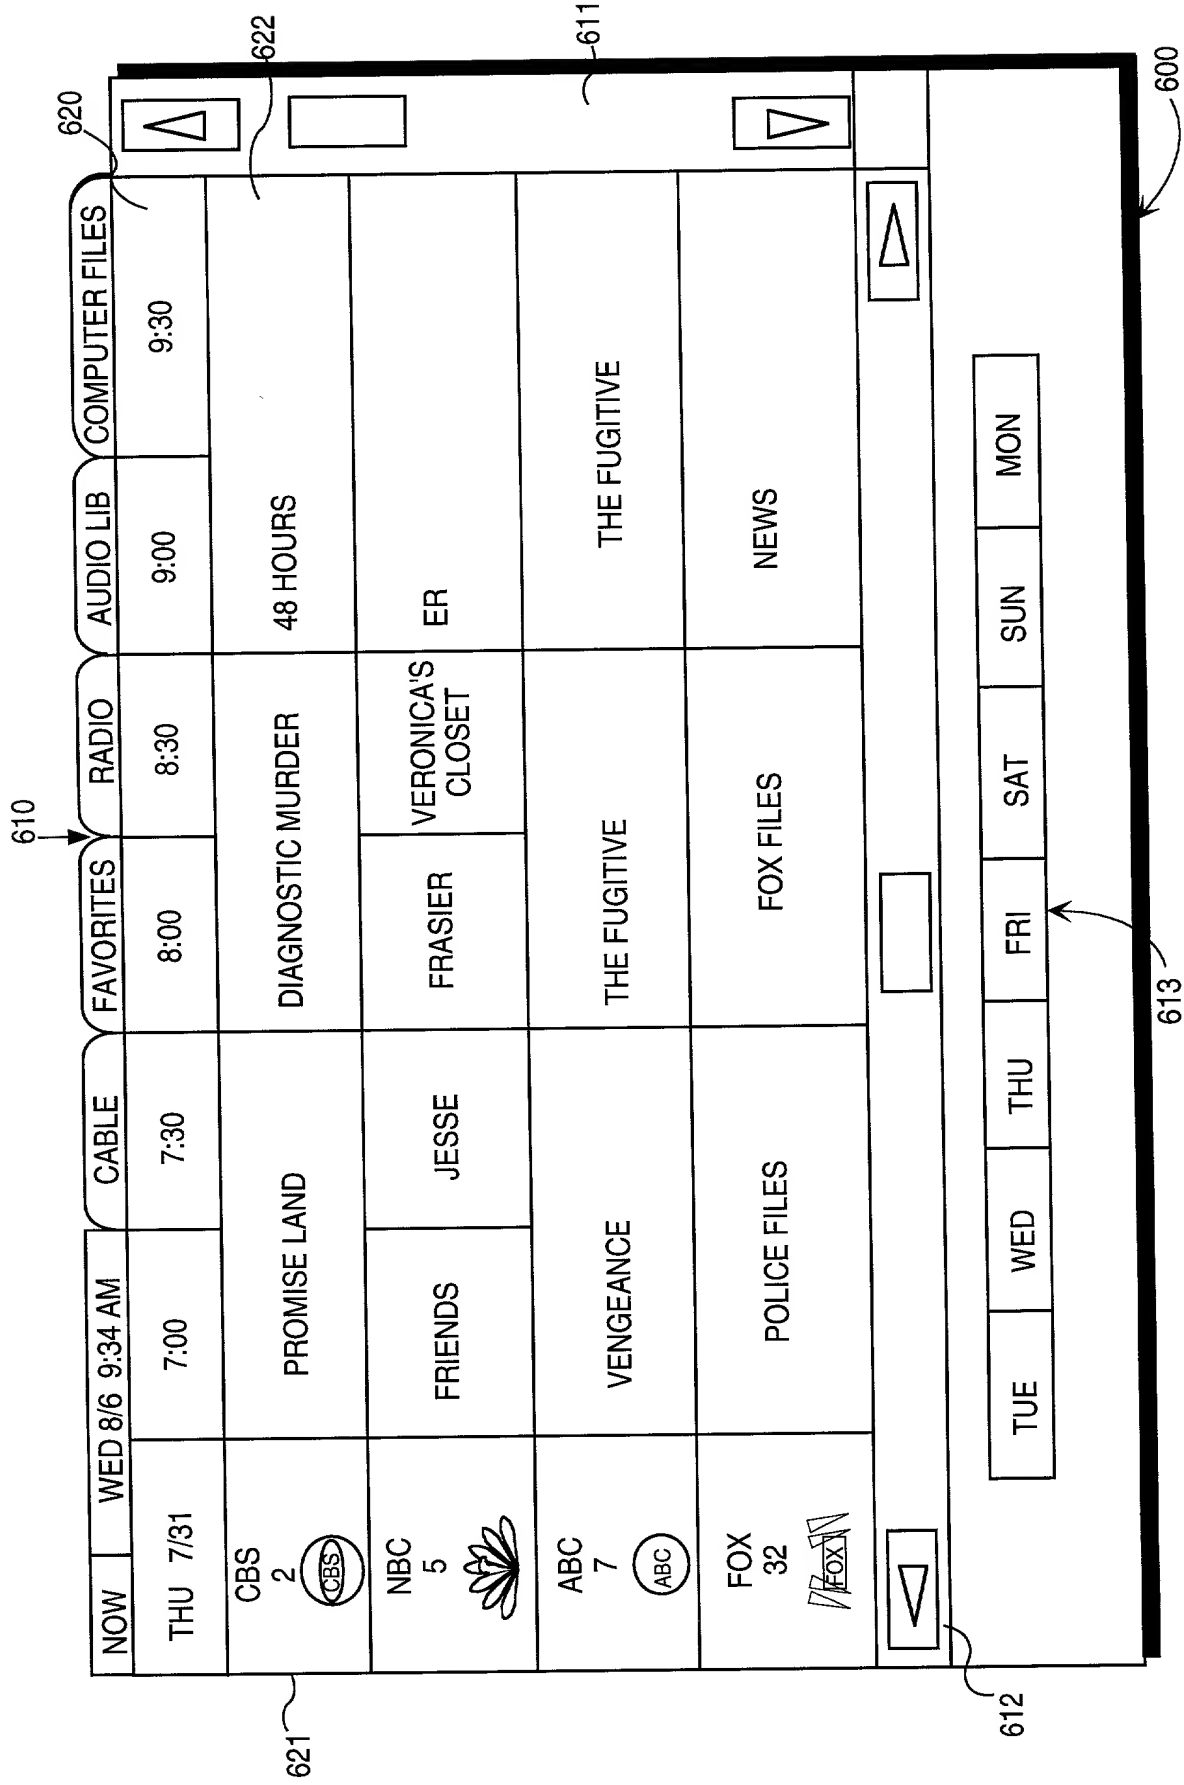 610
620
NOW
WED 8/6 9:34 AM
CABLE
FAVORITES
RADIO
AUDIO LIB
COMPUTER FILES
THU 7/31
7:00
7:30
8:00
8:30
9:00
9:30
622
621
CBS
2
CBS
PROMISE LAND
DIAGNOSTIC MURDER
48 HOURS
NBC
5
FRIENDS
JESSE
FRASIER
VERONICA'S
CLOSET
ER
611
ABC
7
ABC
VENGEANCE
THE FUGITIVE
THE FUGITIVE
FOX
32
FOX
POLICE FILES
FOX FILES
NEWS
612
TUE
WED
THU
FRI
SAT
SUN
MON
613
600